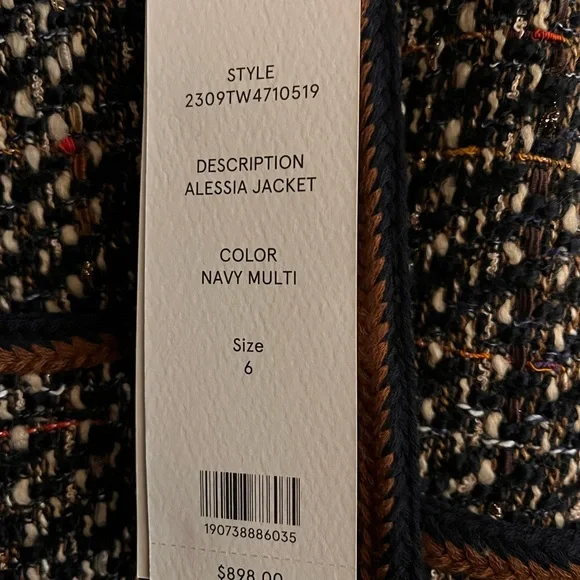 STYLE
2309TW4710519
DESCRIPTION
ALESSIA JACKET
COLOR
NAVY MULTI
Size
6
190738886035
$898.00